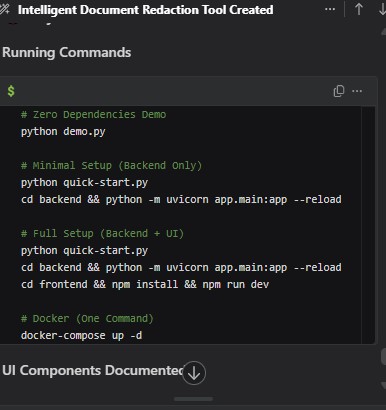 Intelligent Document Redaction Tool Created
Running Commands
$
# Zero Dependencies Demo
python demo.py
# Minimal Setup (Backend Only)
python quick-start.py
cd backend && python -m uvicorn app.main:app --reload
# Full Setup (Backend + UI)
python quick-start.py
cd backend && python -m uvicorn app.main:app --reload
cd frontend && npm install && npm run dev
# Docker (One Command)
docker-compose up -d
UI Components Documented